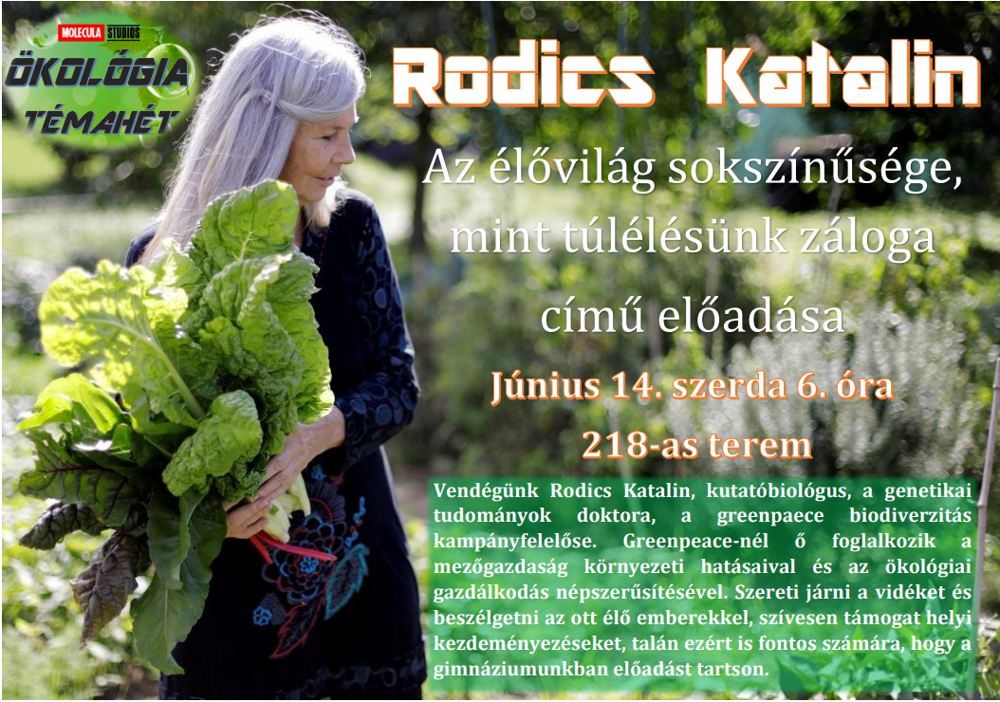 MOLECULA STUDIOS
ÖKOLÓGIA
TÉMAHÉT
Rodics Katalin
Az élővilág sokszínűsége,
mint túlélésünk záloga
című előadása
Június 14. szerda 6. óra
218-as terem
Vendégünk Rodics Katalin, kutatóbiológus, a genetikai
tudományok doktora, a greenpaece biodiverzitás
kampányfelelőse. Greenpeace-nél ő foglalkozik a
mezőgazdaság környezeti hatásaival és az ökológiai
gazdálkodás népszerűsítésével. Szereti járni a vidéket és
beszélgetni az ott élő emberekkel, szívesen támogat helyi
kezdeményezéseket, talán ezért is fontos számára, hogy a
gimnáziumunkban előadást tartson.